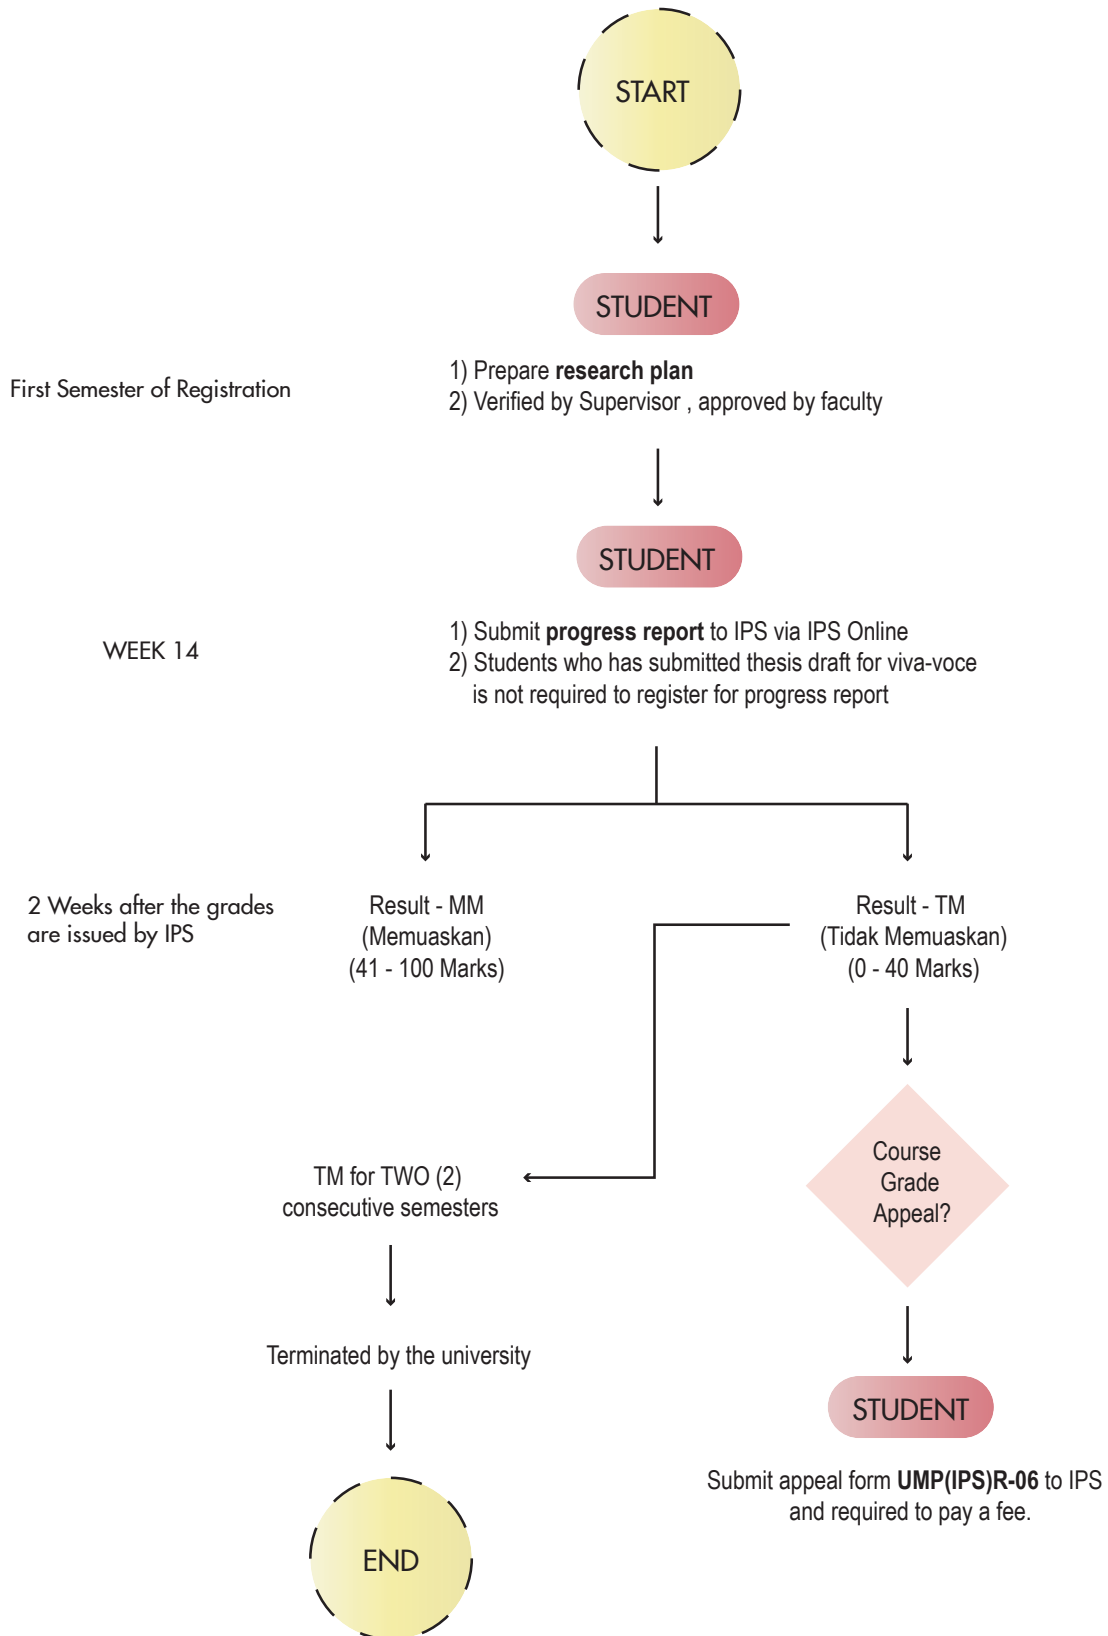 START
STUDENT
First Semester of Registration
1) Prepare research plan
2) Verified by Supervisor , approved by faculty
STUDENT
WEEK 14
1) Submit progress report to IPS via IPS Online
2) Students who has submitted thesis draft for viva-voce
is not required to register for progress report
2 Weeks after the grades
are issued by IPS
Result - MM
(Memuaskan)
(41 - 100 Marks)
Result - TM
(Tidak Memuaskan)
(0 - 40 Marks)
Course
Grade
Appeal?
TM for TWO (2)
consecutive semesters
Terminated by the university
STUDENT
Submit appeal form UMP(IPS)R-06 to IPS
and required to pay a fee.
END